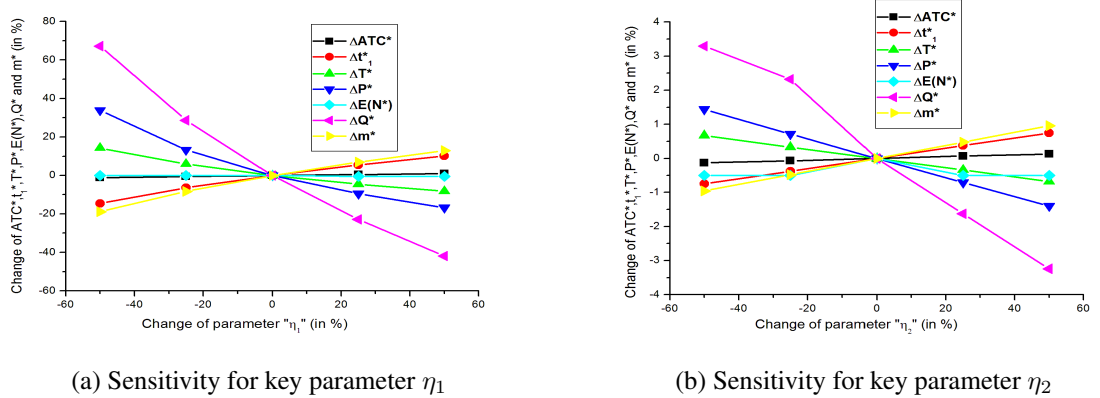 Change of ATC*,t*1,T*,P*,E(N*),Q* and m* (in %)
80
60
40
20
0
-20
-40
-60
-60 -40 -20 0 20 40 60
Change of parameter "η1" (in %)
ΔATC*
Δt*1
ΔT*
ΔP*
ΔE(N*)
ΔQ*
Δm*
(a) Sensitivity for key parameter η1
Change of ATC*,t*1,T*,P*,E(N*),Q* and m* (in %)
4
3
2
1
0
-1
-2
-3
-4
-60 -40 -20 0 20 40 60
Change of parameter "η2" (in %)
ΔATC*
Δt*1
ΔT*
ΔP*
ΔE(N*)
ΔQ*
Δm*
(b) Sensitivity for key parameter η2